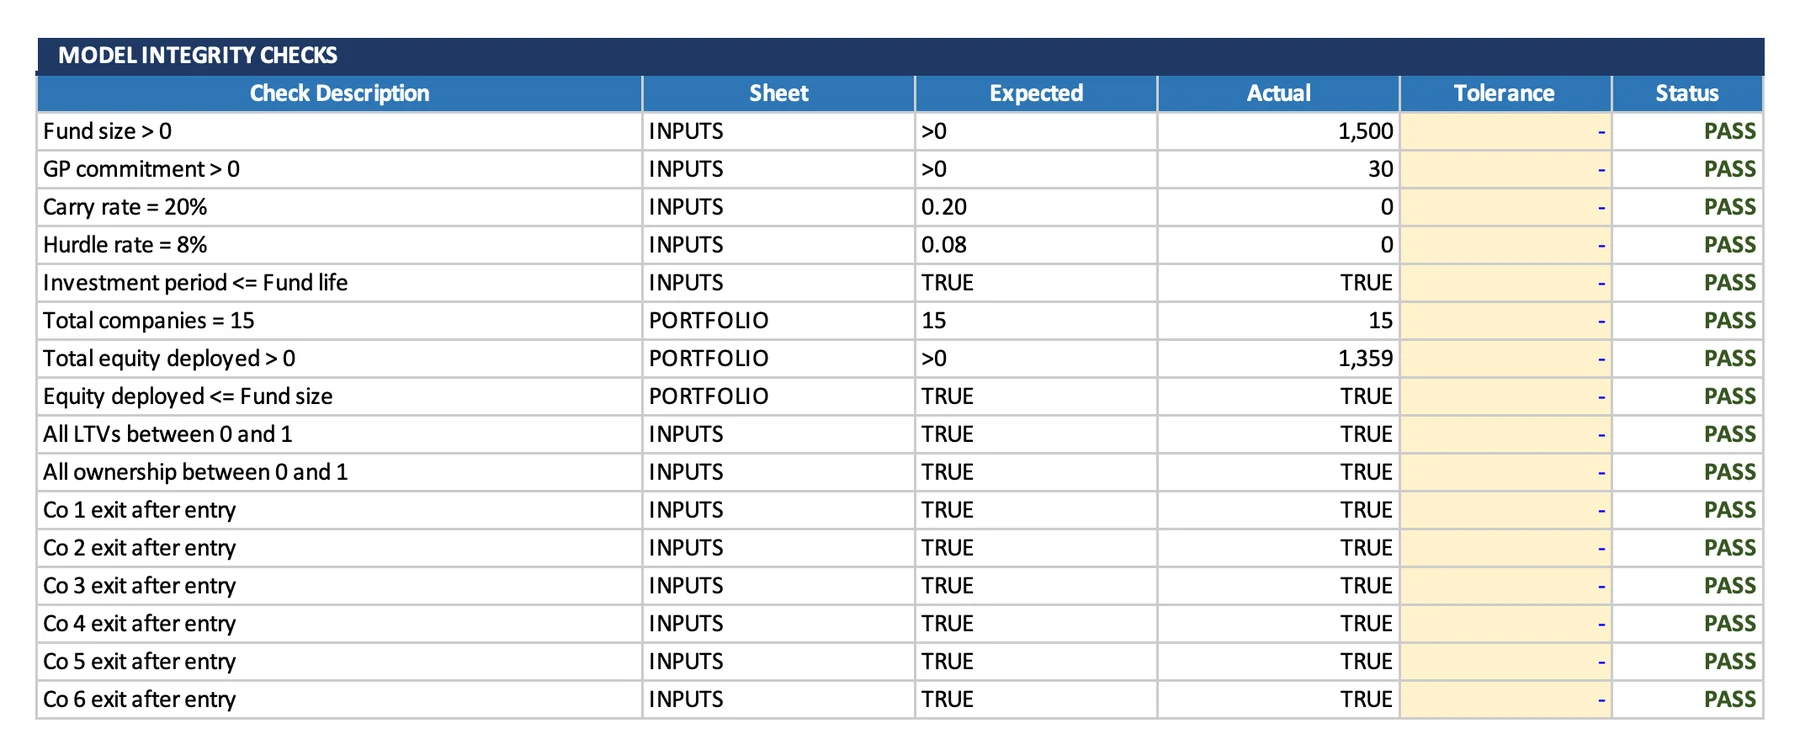 MODEL INTEGRITY CHECKS
Check Description Sheet Expected Actual Tolerance Status
Fund size > 0 INPUTS >0 1,500 - PASS
GP commitment > 0 INPUTS >0 30 - PASS
Carry rate = 20% INPUTS 0.20 0 - PASS
Hurdle rate = 8% INPUTS 0.08 0 - PASS
Investment period <= Fund life INPUTS TRUE TRUE - PASS
Total companies = 15 PORTFOLIO 15 15 - PASS
Total equity deployed > 0 PORTFOLIO >0 1,359 - PASS
Equity deployed <= Fund size PORTFOLIO TRUE TRUE - PASS
All LTVs between 0 and 1 INPUTS TRUE TRUE - PASS
All ownership between 0 and 1 INPUTS TRUE TRUE - PASS
Co 1 exit after entry INPUTS TRUE TRUE - PASS
Co 2 exit after entry INPUTS TRUE TRUE - PASS
Co 3 exit after entry INPUTS TRUE TRUE - PASS
Co 4 exit after entry INPUTS TRUE TRUE - PASS
Co 5 exit after entry INPUTS TRUE TRUE - PASS
Co 6 exit after entry INPUTS TRUE TRUE - PASS